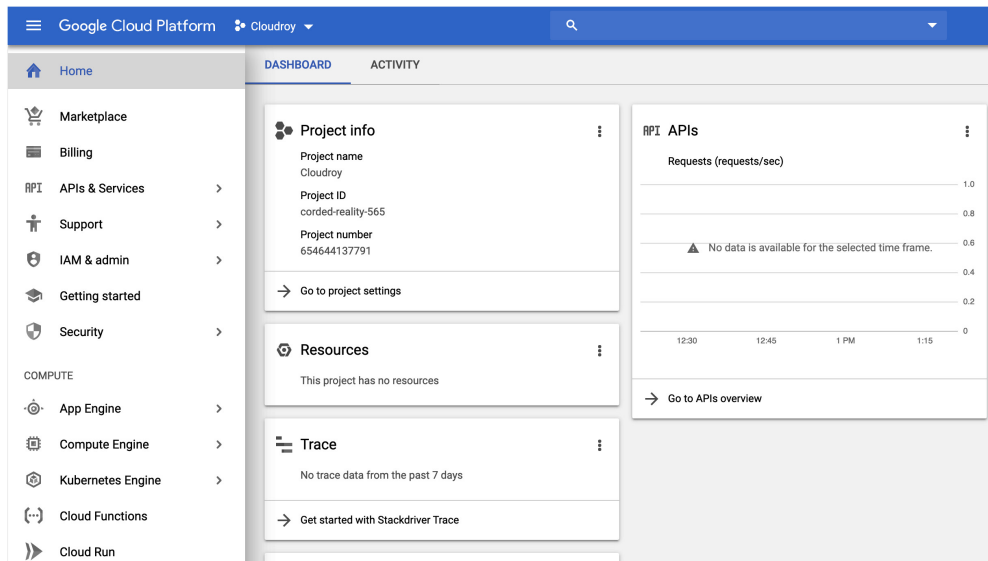 Google Cloud Platform
Cloudroy
Home
Marketplace
Billing
API APIs & Services
Support
IAM & admin
Getting started
Security
COMPUTE
App Engine
Compute Engine
Kubernetes Engine
Cloud Functions
Cloud Run
DASHBOARD ACTIVITY
Project info
Project name
Cloudroy
Project ID
corded-reality-565
Project number
654644137791
Go to project settings
Resources
This project has no resources
Trace
No trace data from the past 7 days
Get started with Stackdriver Trace
API APIs
Requests (requests/sec)
1.0
0.8
No data is available for the selected time frame. 0.6
0.4
0.2
0
12:30 12:45 1 PM 1:15
Go to APIs overview